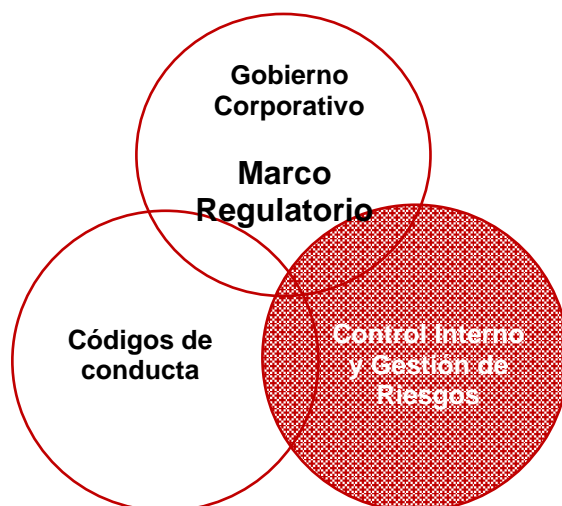 Gobierno
Corporativo
Marco
Regulatorio
Códigos de
conducta
Control Interno
y Gestión de
Riesgos